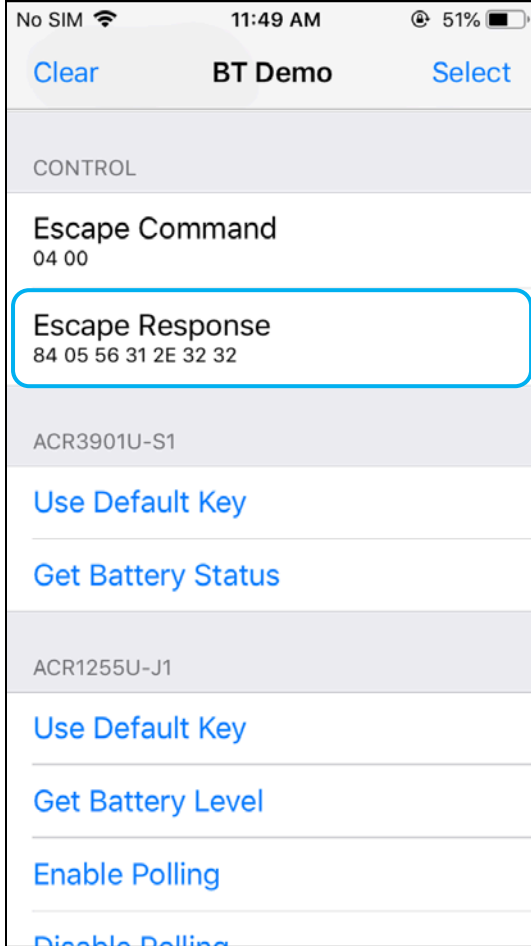 No SIM 11:49 AM 51%
Clear BT Demo Select
CONTROL
Escape Command
04 00
Escape Response
84 05 56 31 2E 32 32
ACR3901U-S1
Use Default Key
Get Battery Status
ACR1255U-J1
Use Default Key
Get Battery Level
Enable Polling
Disable Polling